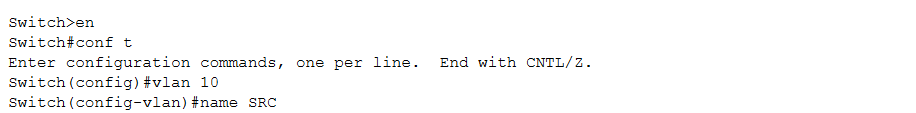 Switch>en
Switch#conf t
Enter configuration commands, one per line.  End with CNTL/Z.
Switch(config)#vlan 10
Switch(config-vlan)#name SRC